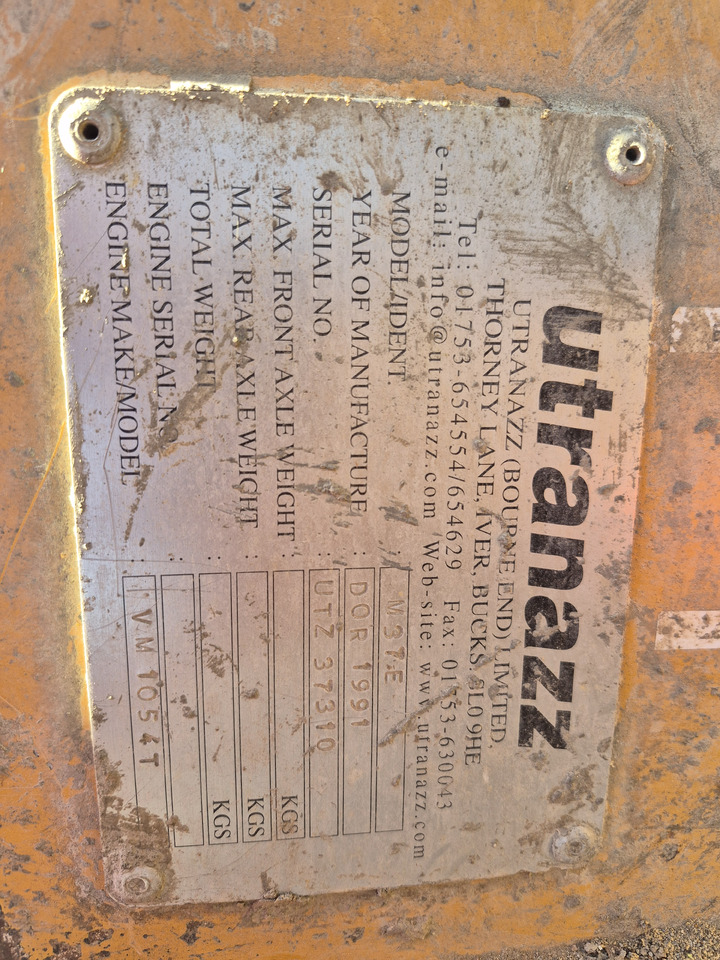 utranazz
UTRANAZZ (BOURNE END) LIMITED,
THORNEY LANE, IVER, BUCKS. SL0 9HE
Tel: 01753-654554/654629 Fax: 01753-630043
e-mail: info@utranazz.com Web-site: www.utranazz.com
MODEL/IDENT. : M37E
YEAR OF MANUFACTURE : DOR 1991
SERIAL NO. : UTZ 37310
MAX. FRONT AXLE WEIGHT : KGS
MAX. REAR AXLE WEIGHT : KGS
TOTAL WEIGHT : KGS
ENGINE SERIAL NO. :
ENGINE MAKE/MODEL : VM 1054T